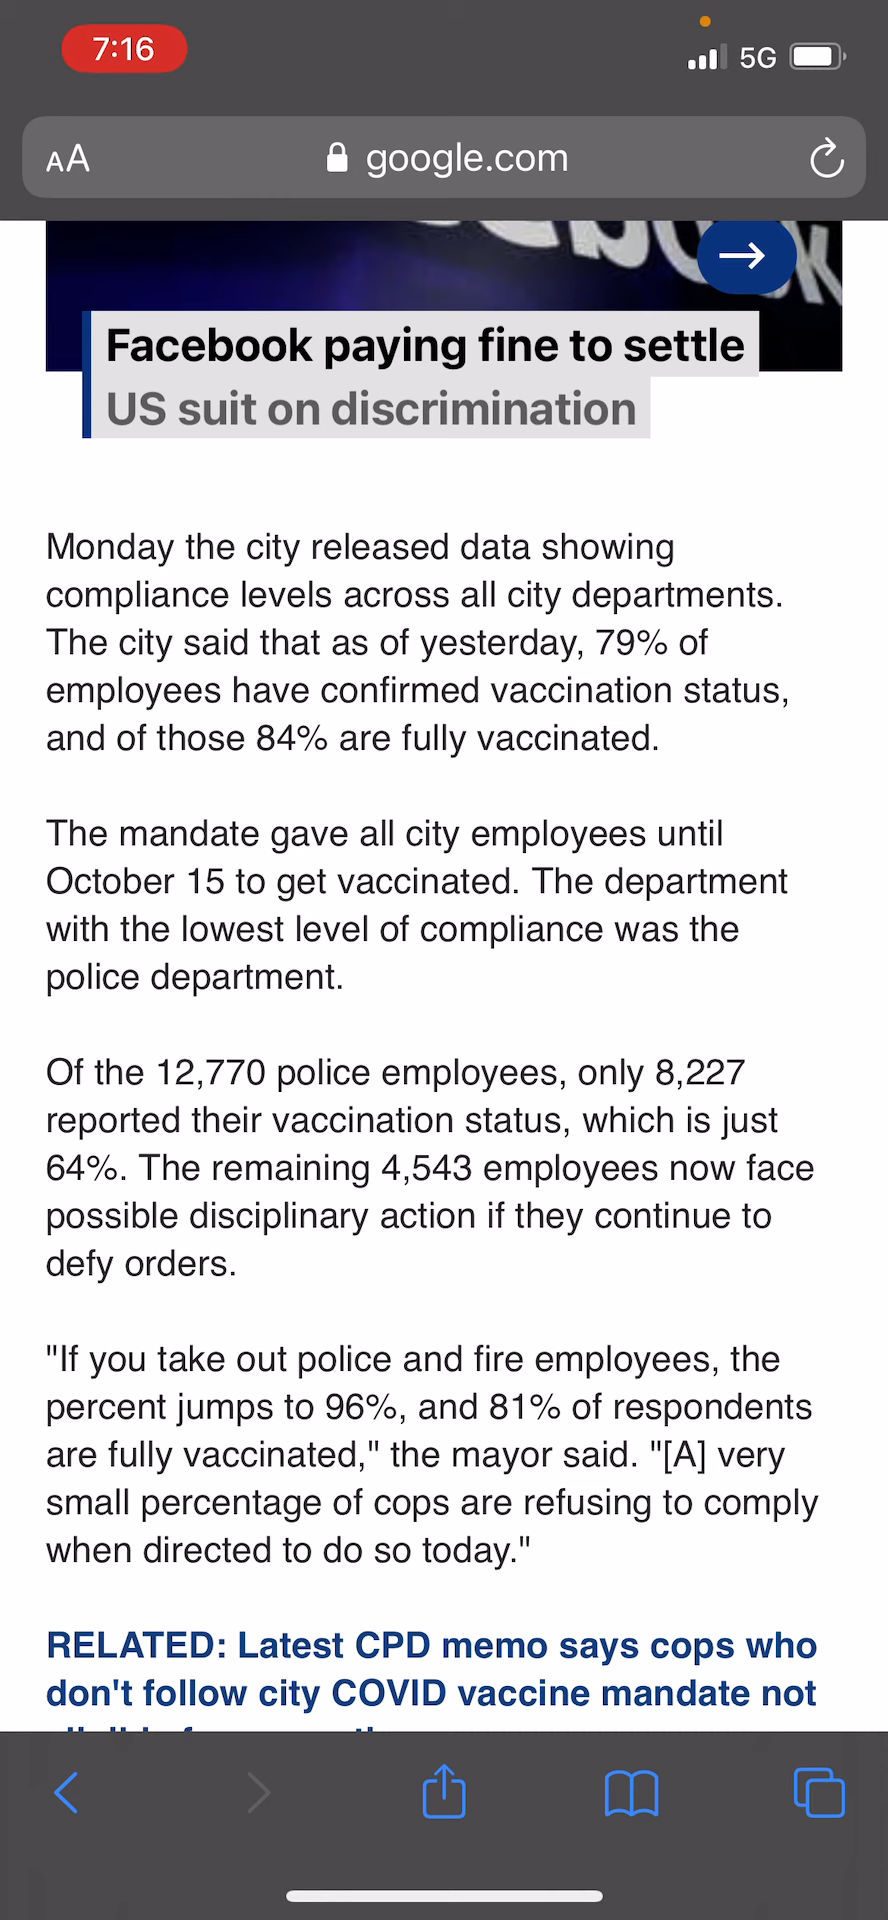 7:16
5G
AA
google.com
Facebook paying fine to settle
US suit on discrimination
Monday the city released data showing
compliance levels across all city departments.
The city said that as of yesterday, 79% of
employees have confirmed vaccination status,
and of those 84% are fully vaccinated.
The mandate gave all city employees until
October 15 to get vaccinated. The department
with the lowest level of compliance was the
police department.
Of the 12,770 police employees, only 8,227
reported their vaccination status, which is just
64%. The remaining 4,543 employees now face
possible disciplinary action if they continue to
defy orders.
"If you take out police and fire employees, the
percent jumps to 96%, and 81% of respondents
are fully vaccinated," the mayor said. "[A] very
small percentage of cops are refusing to comply
when directed to do so today."
RELATED: Latest CPD memo says cops who
don't follow city COVID vaccine mandate not